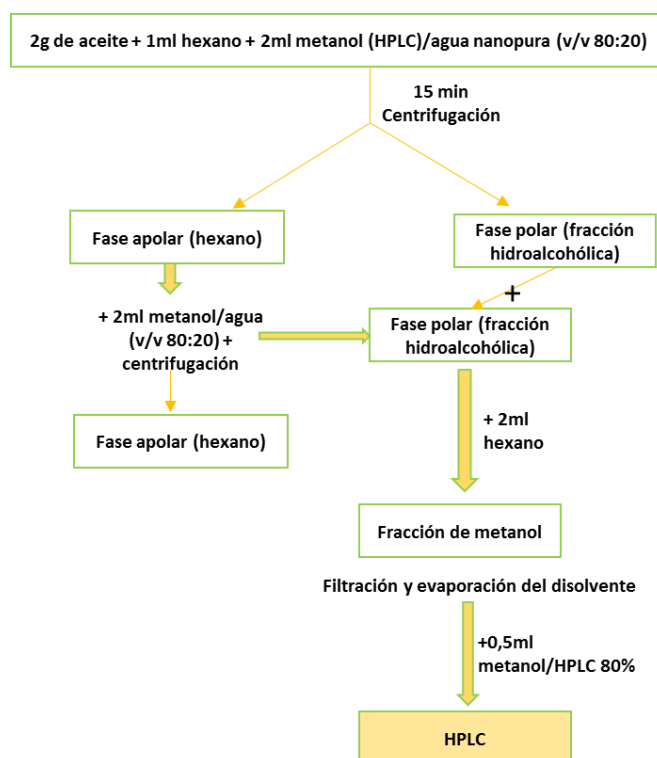 2g de aceite + 1ml hexano + 2ml metanol (HPLC)/agua nanopura (v/v 80:20)
15 min
Centrifugación
Fase apolar (hexano)
Fase polar (fracción
hidroalcohólica)
+
+ 2ml metanol/agua
(v/v 80:20) +
centrifugación
Fase polar (fracción
hidroalcohólica)
Fase apolar (hexano)
+ 2ml
hexano
Fracción de metanol
Filtración y evaporación del disolvente
+0,5ml
metanol/HPLC 80%
HPLC